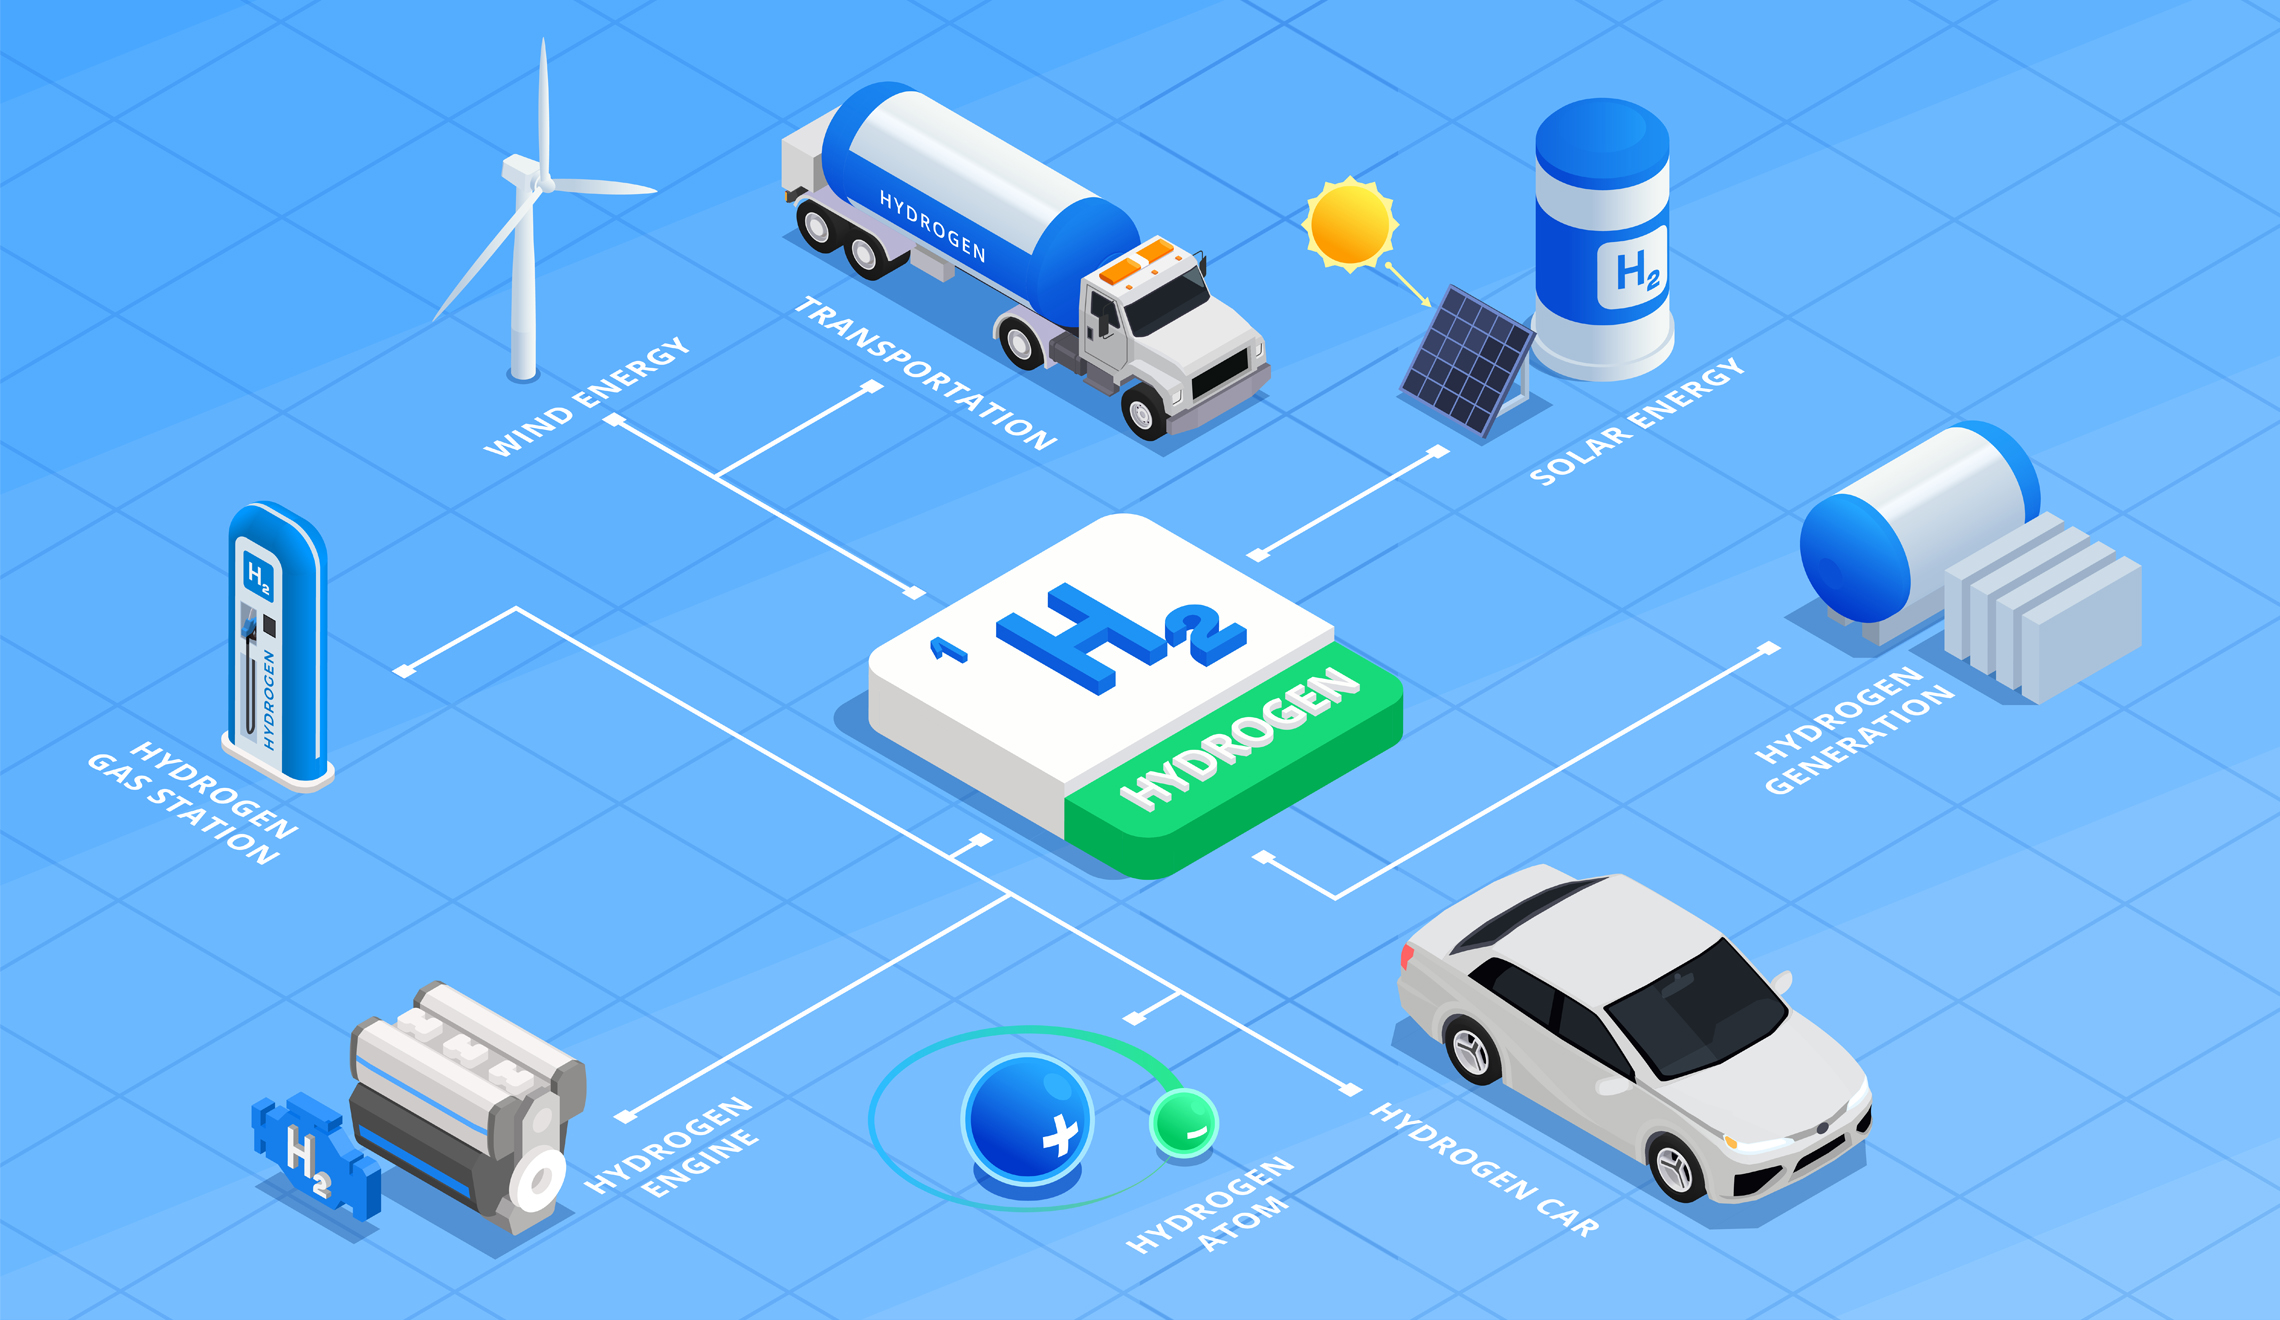 WIND ENERGY
HYDROGEN
TRANSPORTATION
H2
SOLAR ENERGY
H2
HYDROGEN
HYDROGEN
GAS STATION
1
H2
HYDROGEN
HYDROGEN
GENERATION
H2
HYDROGEN
ENGINE
+
-
HYDROGEN
ATOM
HYDROGEN CAR